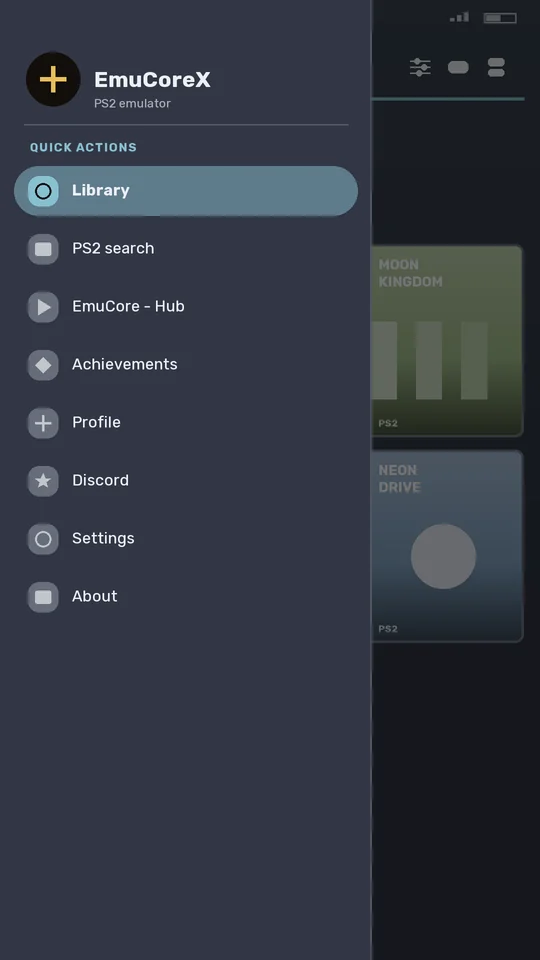 EmuCoreX
PS2 emulator
QUICK ACTIONS
Library
PS2 search
EmuCore - Hub
Achievements
Profile
Discord
Settings
About
MOON
KINGDOM
PS2
NEON
DRIVE
PS2